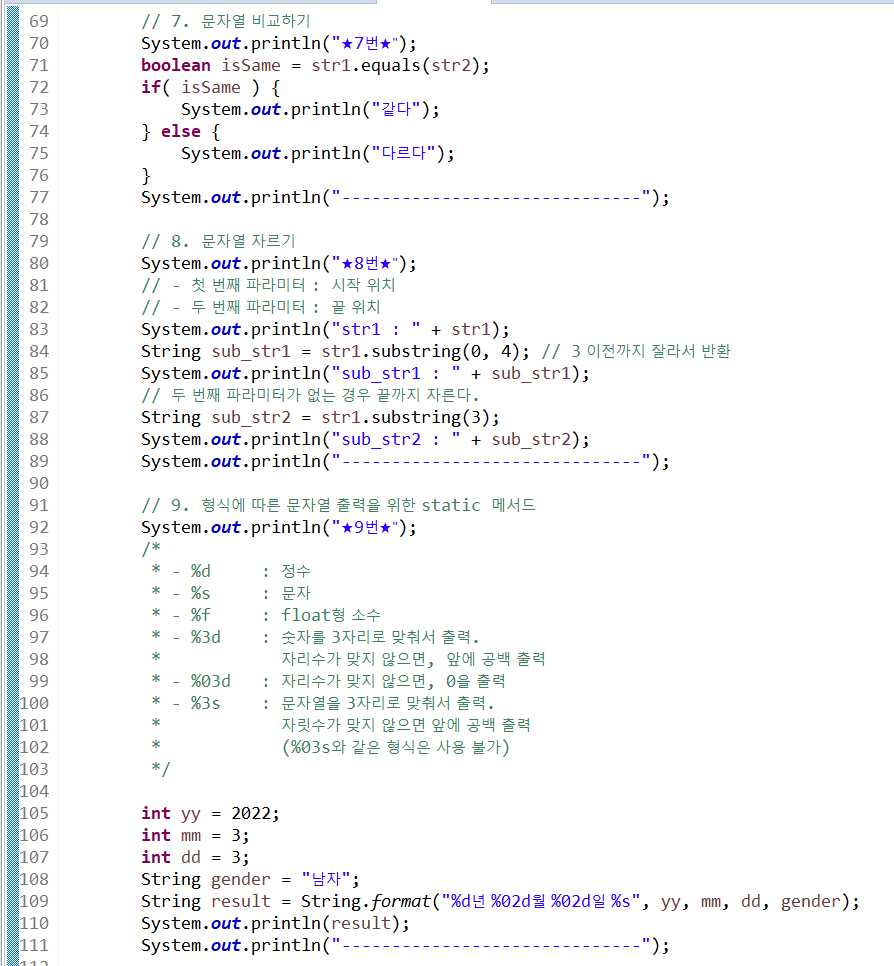 69 // 7. 문자열 비교하기
70 System.out.println("★7번★");
71 boolean isSame = str1.equals(str2);
72 if( isSame ) {
73 System.out.println("같다");
74 } else {
75 System.out.println("다르다");
76 }
77 System.out.println("------------------------------");
78
79 // 8. 문자열 자르기
80 System.out.println("★8번★");
81 // - 첫 번째 파라미터 : 시작 위치
82 // - 두 번째 파라미터 : 끝 위치
83 System.out.println("str1 : " + str1);
84 String sub_str1 = str1.substring(0, 4); // 3 이전까지 잘라서 반환
85 System.out.println("sub_str1 : " + sub_str1);
86 // 두 번째 파라미터가 없는 경우 끝까지 자른다.
87 String sub_str2 = str1.substring(3);
88 System.out.println("sub_str2 : " + sub_str2);
89 System.out.println("------------------------------");
90
91 // 9. 형식에 따른 문자열 출력을 위한 static 메서드
92 System.out.println("★9번★");
93 /*
94 * - %d : 정수
95 * - %s : 문자
96 * - %f : float형 소수
97 * - %3d : 숫자를 3자리로 맞춰서 출력.
98 * 자리수가 맞지 않으면, 앞에 공백 출력
99 * - %03d : 자리수가 맞지 않으면, 0을 출력
100 * - %3s : 문자열을 3자리로 맞춰서 출력.
101 * 자릿수가 맞지 않으면 앞에 공백 출력
102 * (%03s와 같은 형식은 사용 불가)
103 */
104
105 int yy = 2022;
106 int mm = 3;
107 int dd = 3;
108 String gender = "남자";
109 String result = String.format("%d년 %02d월 %02d일 %s", yy, mm, dd, gender);
110 System.out.println(result);
111 System.out.println("------------------------------");